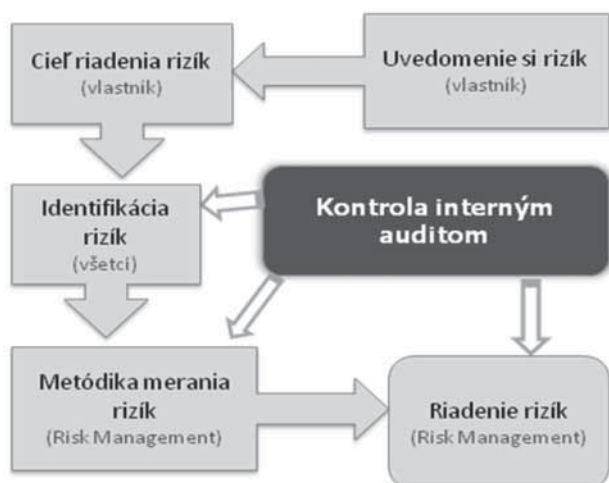 Cieľ riadenia rizík
(vlastník)
Uvedomenie si rizík
(vlastník)
Identifikácia
rizík
(všetci)
Kontrola interným
auditom
Metódika merania
rizík
(Risk Management)
Riadenie rizík
(Risk Management)